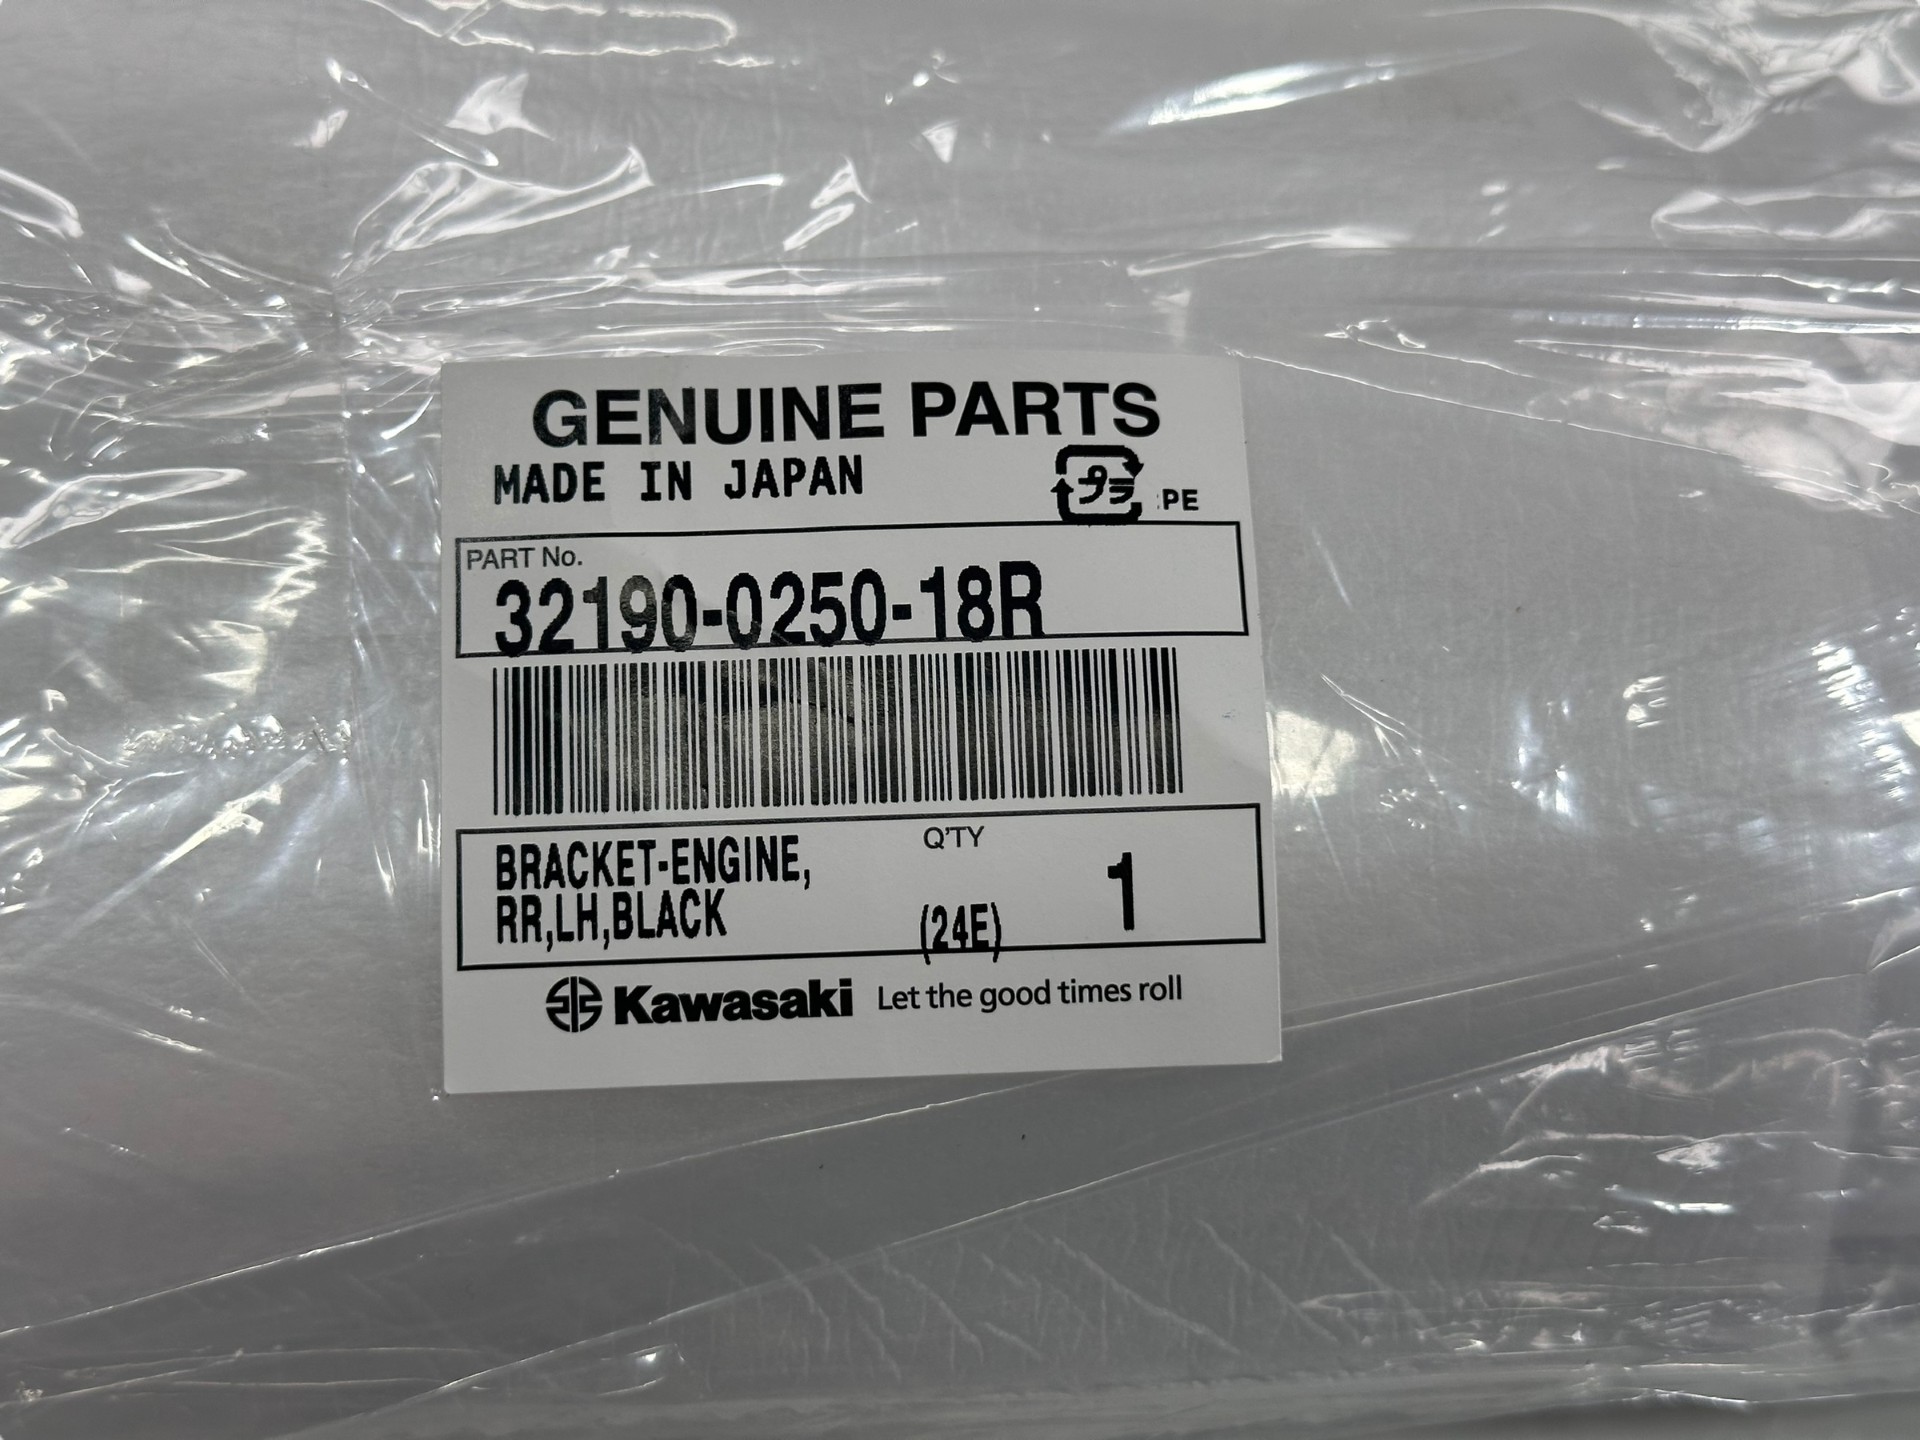 GENUINE PARTS
MADE IN JAPAN
プラ :PE
PART No.
32190-0250-18R
BRACKET-ENGINE,
RR,LH,BLACK
Q'TY
(24E)
1
Kawasaki Let the good times roll